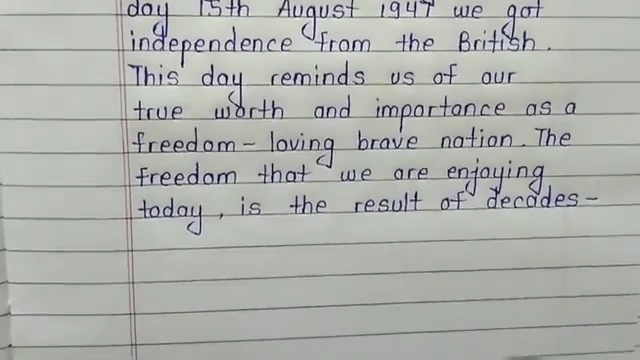 day 15th August 1947 we got
independence from the British.
This day reminds us of our
true worth and importance as a
freedom - loving brave nation. The
freedom that we are enjoying
today, is the result of decades -